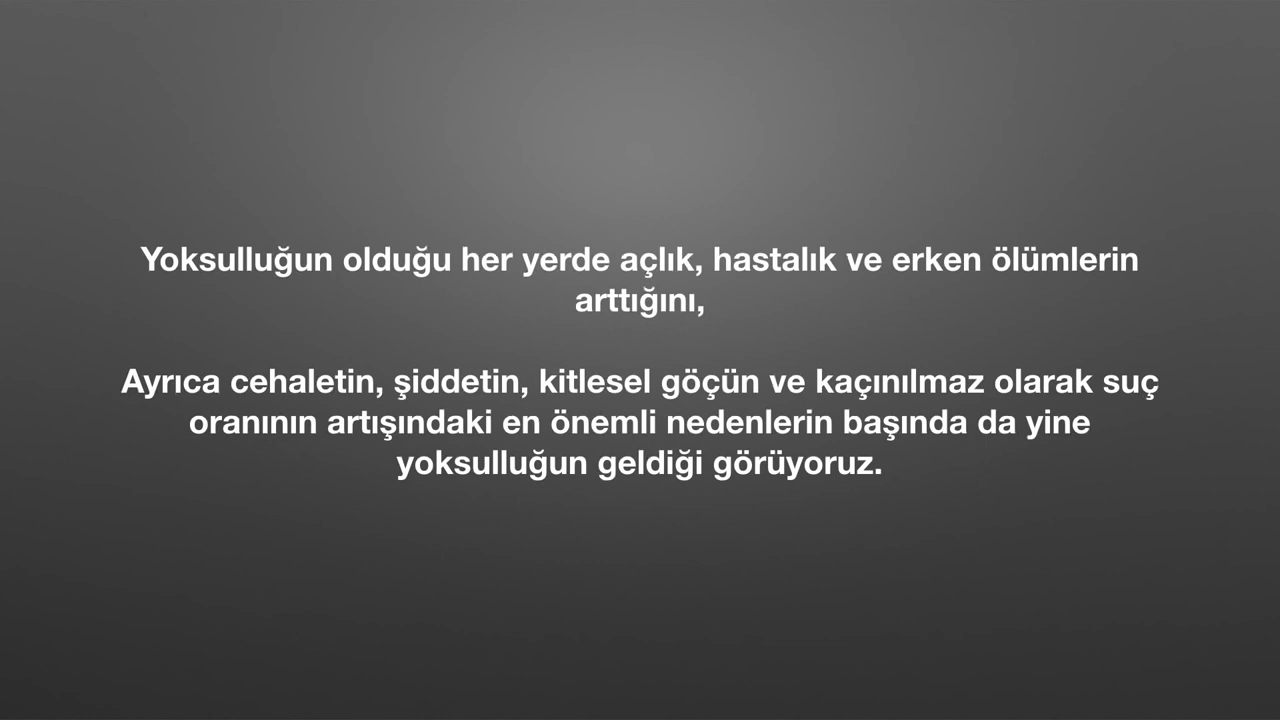 Yoksulluğun olduğu her yerde açlık, hastalık ve erken ölümlerin
arttığını,
Ayrıca cehaletin, şiddetin, kitlesel göçün ve kaçınılmaz olarak suç
oranının artışındaki en önemli nedenlerin başında da yine
yoksulluğun geldiği görüyoruz.